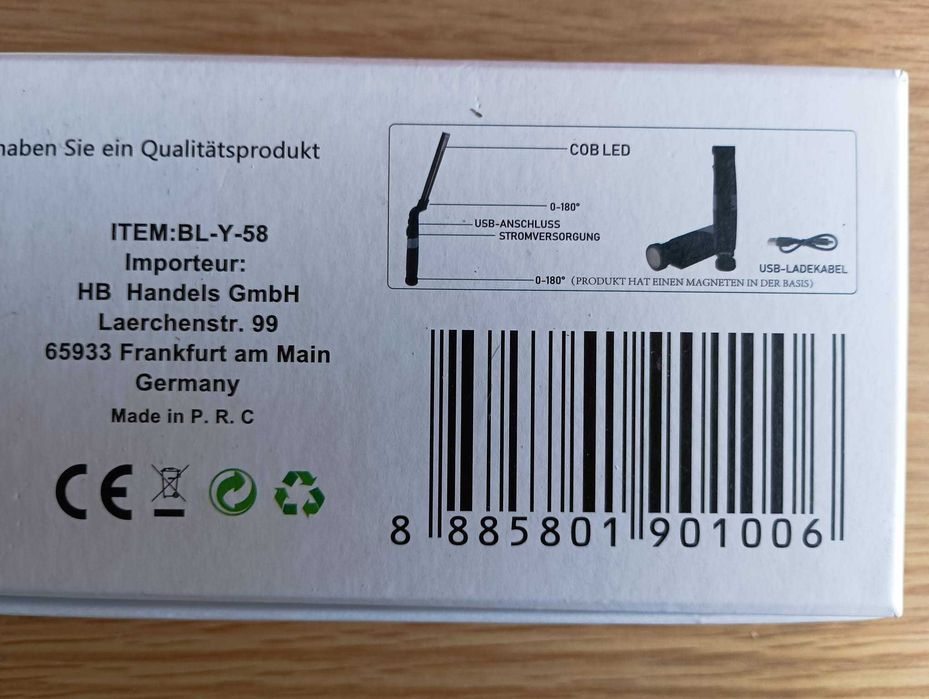 haben Sie ein Qualitätsprodukt
ITEM:BL-Y-58
Importeur:
HB Handels GmbH
Laerchenstr. 99
65933 Frankfurt am Main
Germany
Made in P. R. C
CE
COB LED
0-180°
USB-ANSCHLUSS
STROMVERSORGUNG
0-180° (PRODUKT HAT EINEN MAGNETEN IN DER BASIS)
USB-LADEKABEL
8 885801 901006